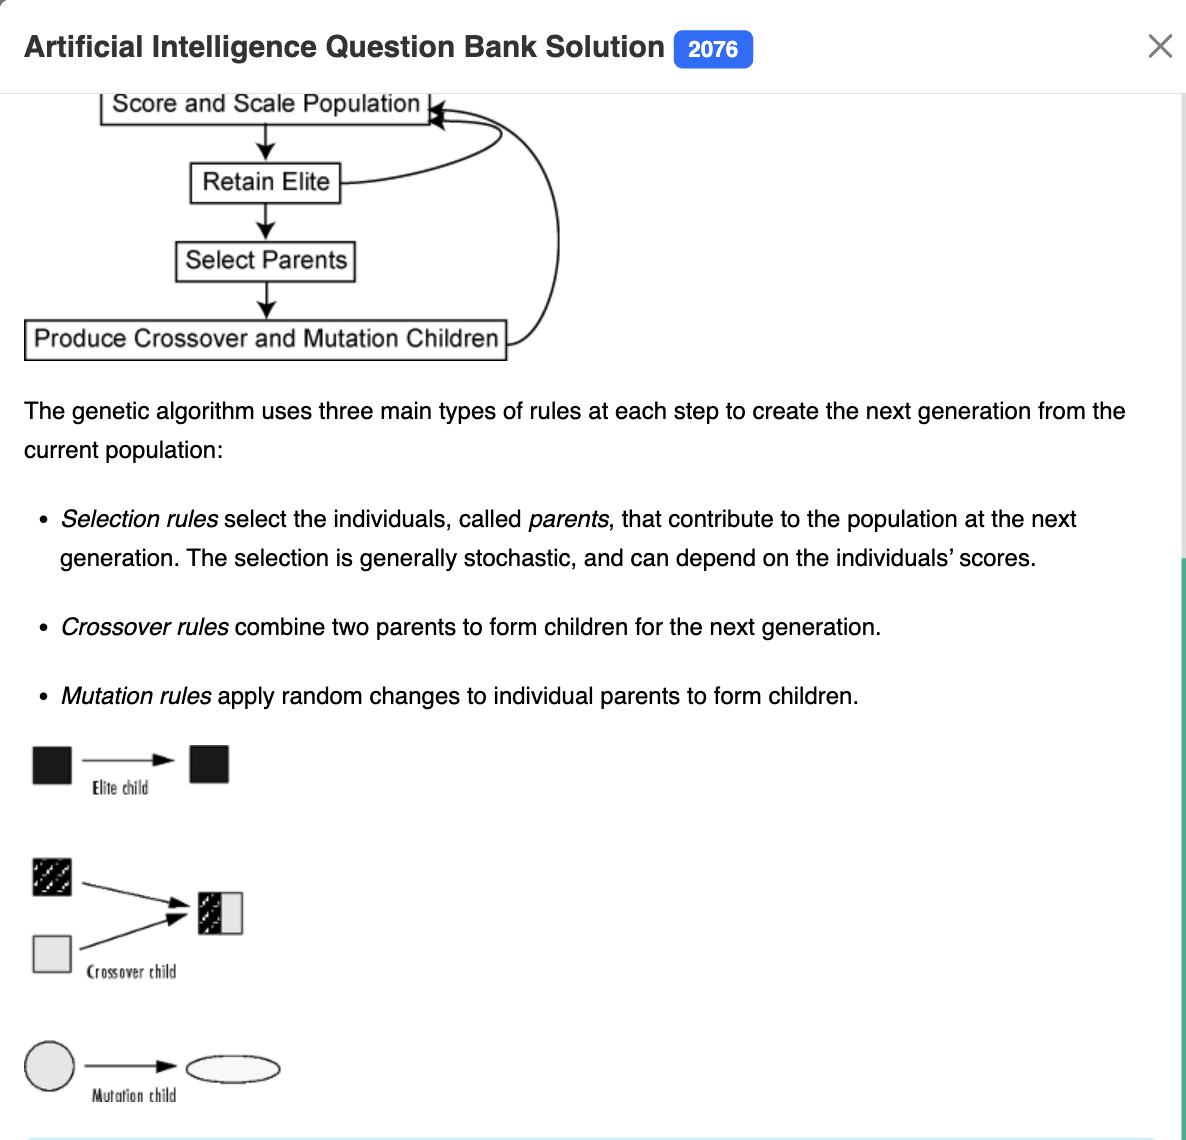 Artificial Intelligence Question Bank Solution 2076
Score and Scale Population
Retain Elite
Select Parents
Produce Crossover and Mutation Children
The genetic algorithm uses three main types of rules at each step to create the next generation from the
current population:
• Selection rules select the individuals, called parents, that contribute to the population at the next
generation. The selection is generally stochastic, and can depend on the individuals’ scores.
• Crossover rules combine two parents to form children for the next generation.
• Mutation rules apply random changes to individual parents to form children.
Elite child
Crossover child
Mutation child